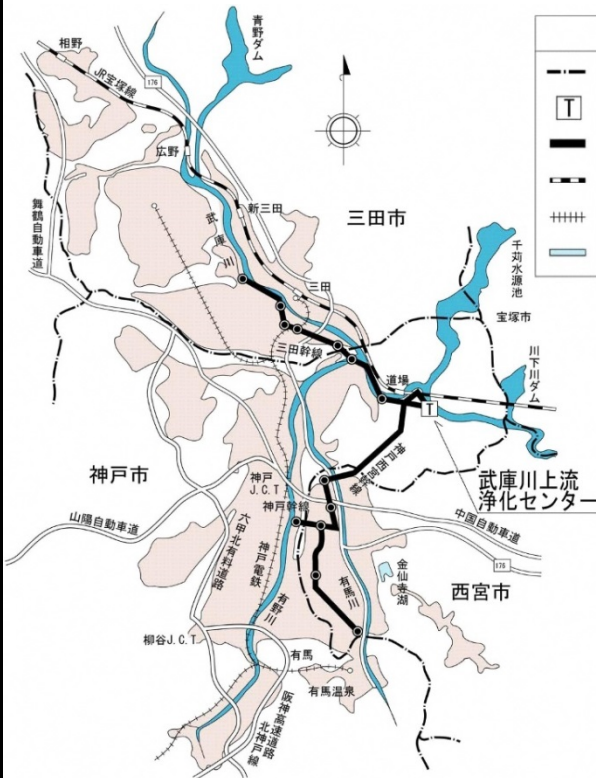 青野ダム
相野
JR宝塚線
176
T
広野
舞鶴自動車道
新三田
三田市
武庫川
千苅水源池
三田
宝塚市
三田幹線
川下川ダム
道場
T
神戸西宮幹線
武庫川上流
浄化センター
神戸市
神戸
J.C.T
神戸幹線
山陽自動車道
六甲北有料道路
神戸電鉄
中国自動車道
176
有野川
有馬川
金仙寺湖
西宮市
柳谷J.C.T
有馬
有馬温泉
阪神高速道路
北神戸線